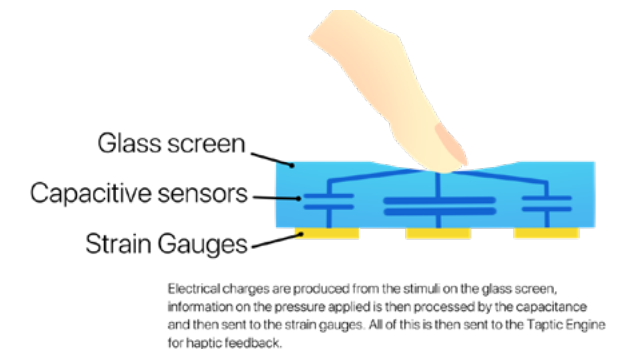 Glass screen
Capacitive sensors
Strain Gauges
Electrical charges are produced from the stimuli on the glass screen,
information on the pressure applied is then processed by the capacitance
and then sent to the strain gauges. All of this is then sent to the Taptic Engine
for haptic feedback.